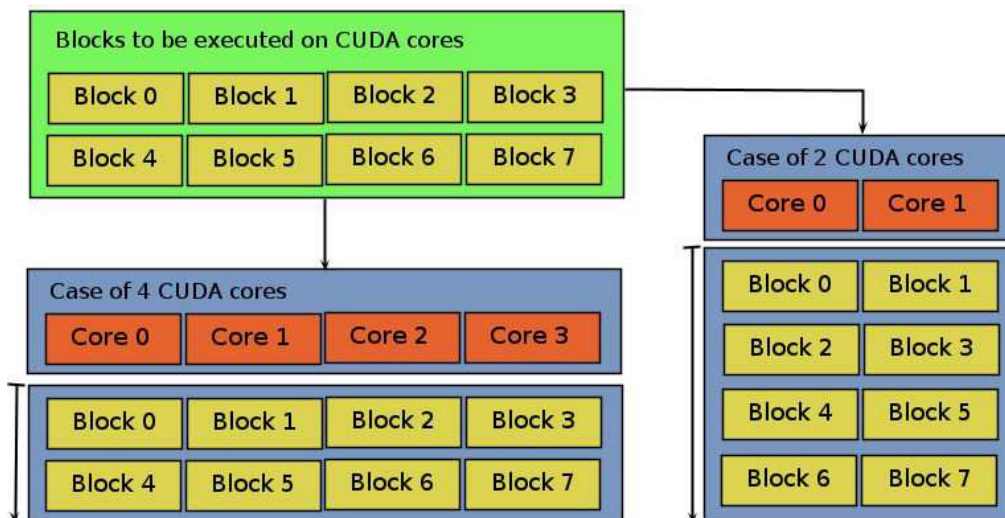 Blocks to be executed on CUDA cores
Block 0 Block 1 Block 2 Block 3
Block 4 Block 5 Block 6 Block 7
Case of 4 CUDA cores
Core 0 Core 1 Core 2 Core 3
Block 0 Block 1 Block 2 Block 3
Block 4 Block 5 Block 6 Block 7
Case of 2 CUDA cores
Core 0 Core 1
Block 0 Block 1
Block 2 Block 3
Block 4 Block 5
Block 6 Block 7